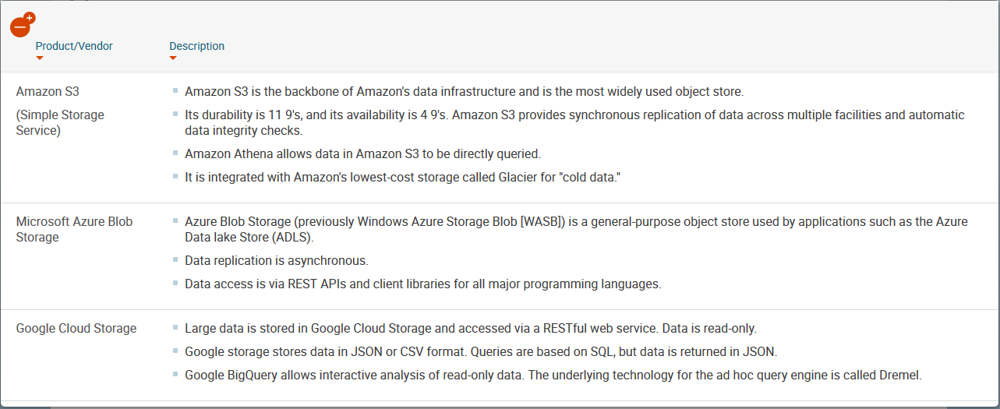 Product/Vendor
Description
Amazon S3
(Simple Storage
Service)
Amazon S3 is the backbone of Amazon's data infrastructure and is the most widely used object store.
Its durability is 11 9's, and its availability is 4 9's. Amazon S3 provides synchronous replication of data across multiple facilities and automatic
data integrity checks.
Amazon Athena allows data in Amazon S3 to be directly queried.
It is integrated with Amazon's lowest-cost storage called Glacier for "cold data."
Microsoft Azure Blob
Storage
Azure Blob Storage (previously Windows Azure Storage Blob [WASB]) is a general-purpose object store used by applications such as the Azure
Data lake Store (ADLS).
Data replication is asynchronous.
Data access is via REST APIs and client libraries for all major programming languages.
Google Cloud Storage
Large data is stored in Google Cloud Storage and accessed via a RESTful web service. Data is read-only.
Google storage stores data in JSON or CSV format. Queries are based on SQL, but data is returned in JSON.
Google BigQuery allows interactive analysis of read-only data. The underlying technology for the ad hoc query engine is called Dremel.